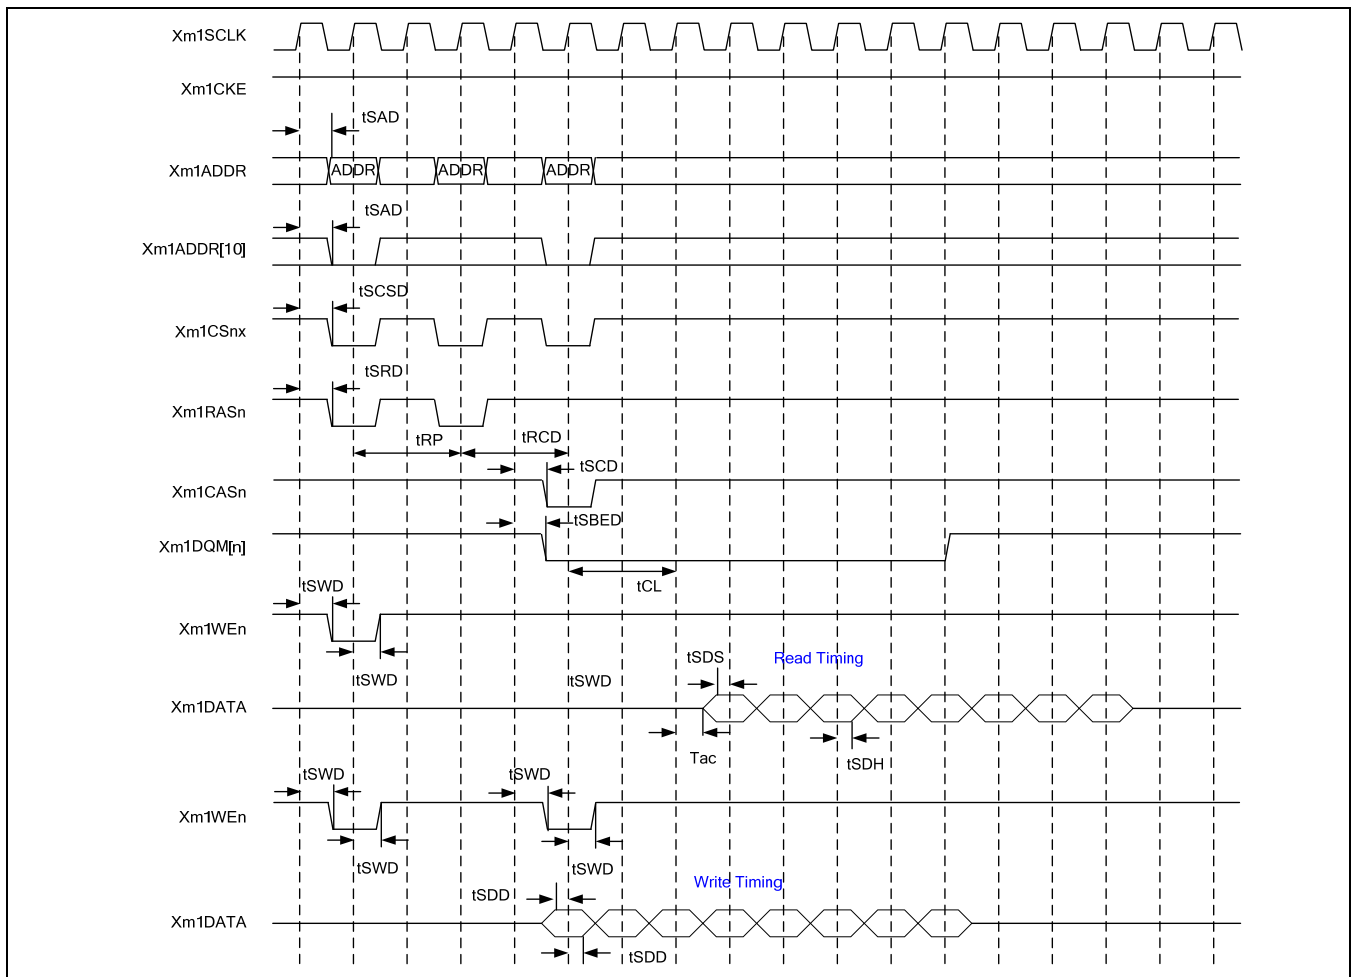 Xm1SCLK
Xm1CKE
tSAD
Xm1ADDR
ADDR ADDR ADDR
tSAD
Xm1ADDR[10]
tSCSD
Xm1CSnx
tSRD
Xm1RASn
tRP tRCD
tSCD
Xm1CASn
tSBED
Xm1DQM[n]
tCL
tSWD
Xm1WEn
tSDS Read Timing
tSWD tSWD
Xm1DATA
Tac tSDH
tSWD tSWD
Xm1WEn
tSWD tSWD
Write Timing
tSDD
Xm1DATA
tSDD